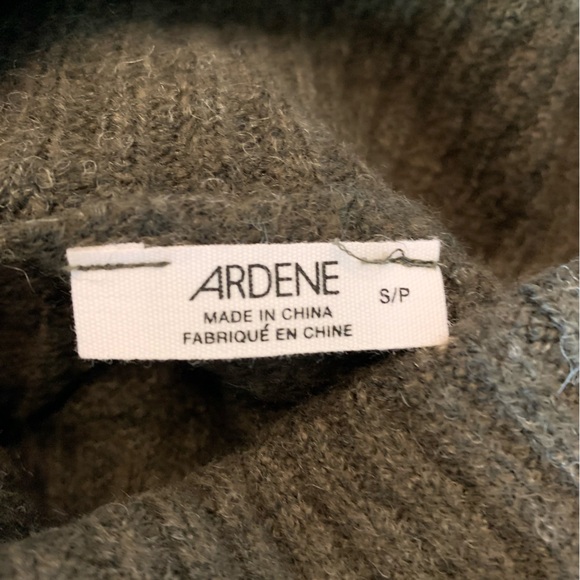 ARDENE
S/P
MADE IN CHINA
FABRIQUÉ EN CHINE